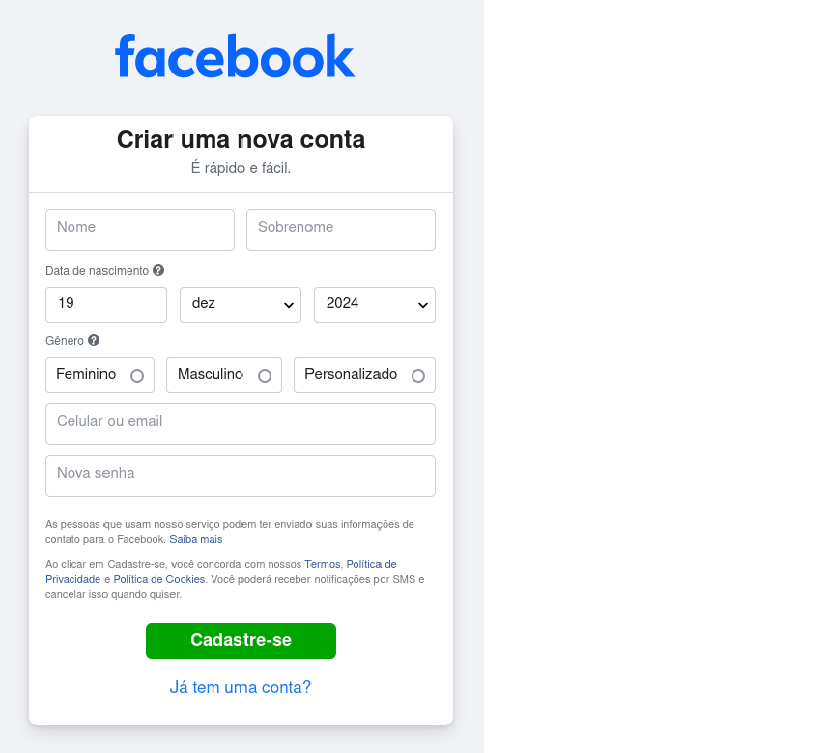 facebook
Criar uma nova conta
É rápido e fácil.
Nome Sobrenome
Data de nascimento ?
19 dez 2024
Gênero ?
Feminino Masculino Personalizado
Celular ou email
Nova senha
As pessoas que usam nosso serviço podem ter enviado suas informações de
contato para o Facebook. Saiba mais
Ao clicar em Cadastre-se, você concorda com nossos Termos, Política de
Privacidade e Política de Cookies. Você poderá receber notificações por SMS e
cancelar isso quando quiser.
Cadastre-se
Já tem uma conta?